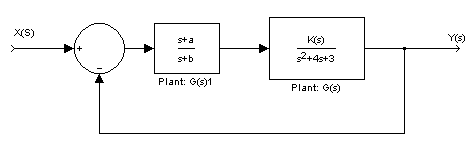 X(S)
Y(s)
+
−
s+a
s+b
K(s)
s²+4s+3
Plant: G(s)1
Plant: G(s)